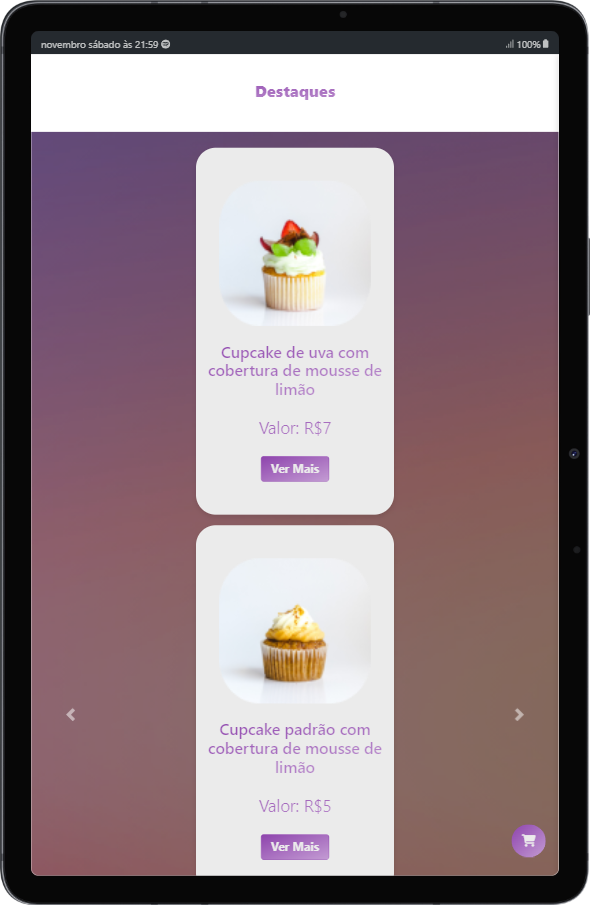 novembro sábado às 21:59
100%
Destaques
Cupcake de uva com
cobertura de mousse de
limão
Valor: R$7
Ver Mais
Cupcake padrão com
cobertura de mousse de
limão
Valor: R$5
Ver Mais